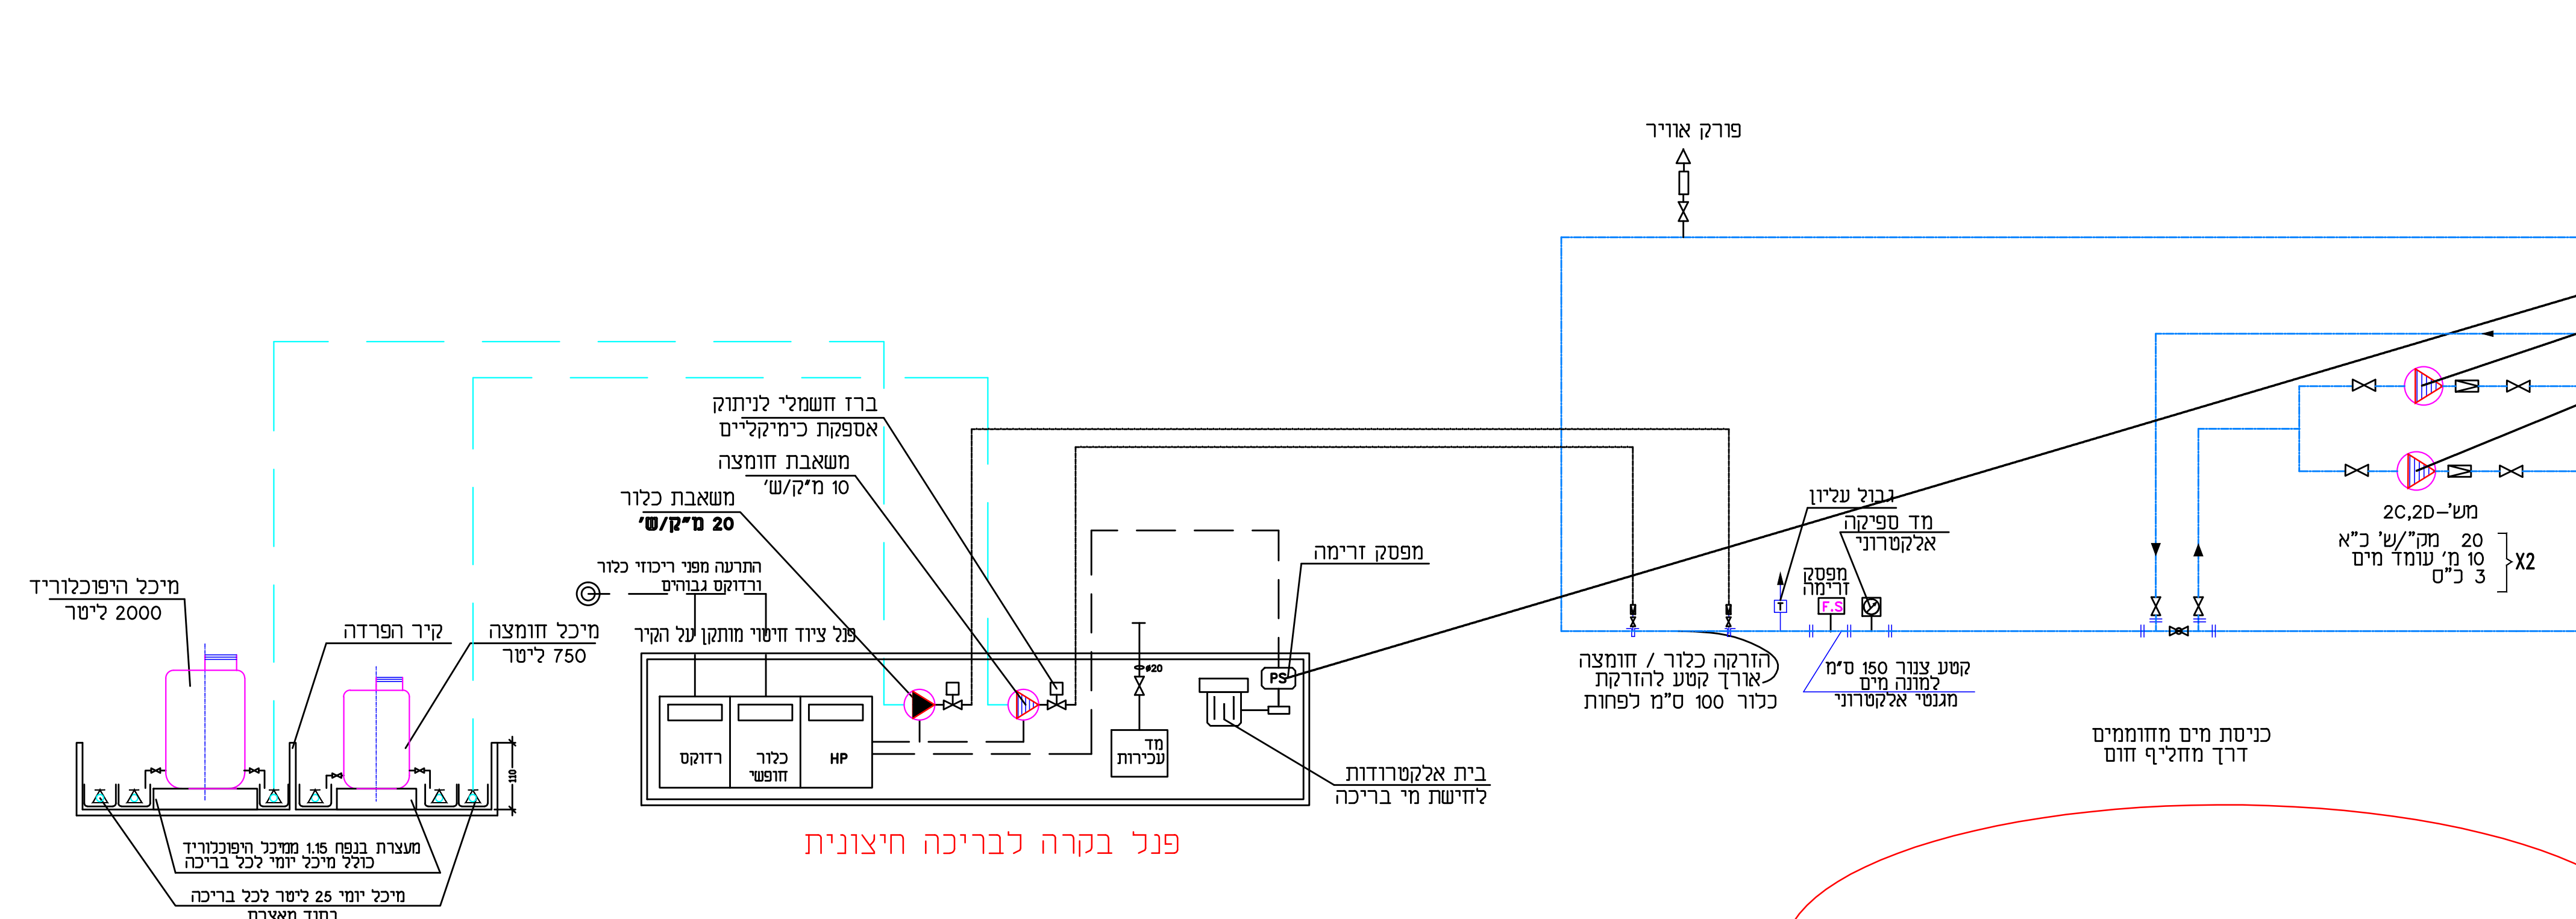 פורק אוויר
ברז חשמלי לניתוק
אספקת כימיקליים
משאבת חומצה
10 מ"ק/ש'
משאבת כלור
20 מ"ק/ש'
התרעה מפני ריכוזי כלור
ורדוקס גבוהים
פנל ציוד חיטוי מותקן על הקיר
מפסק זרימה
גבול עליון
מד ספיקה
אלקטרוני
מפסק
זרימה
F.S
T
מש'-2C,2D
20 מק"/ש' כ"א
10 מ' עומד מים
3 כ"ס
X2
מיכל היפוכלוריד
2000 ליטר
קיר הפרדה
מיכל חומצה
750 ליטר
110
ø20
PS
רדוקס
כלור
חופשי
HP
מד
עכירות
בית אלקטרודות
לחישת מי בריכה
הזרקה כלור / חומצה
אורך קטע להזרקת
כלור 100 ס"מ לפחות
קטע צנור 150 ס"מ
למונה מים
מגנטי אלקטרוני
כניסת מים מחוממים
דרך מחליף חום
פנל בקרה לבריכה חיצונית
מעצרת בנפח 1.15 ממיכל היפוכלוריד
כולל מיכל יומי לכל בריכה
מיכל יומי 25 ליטר לכל בריכה